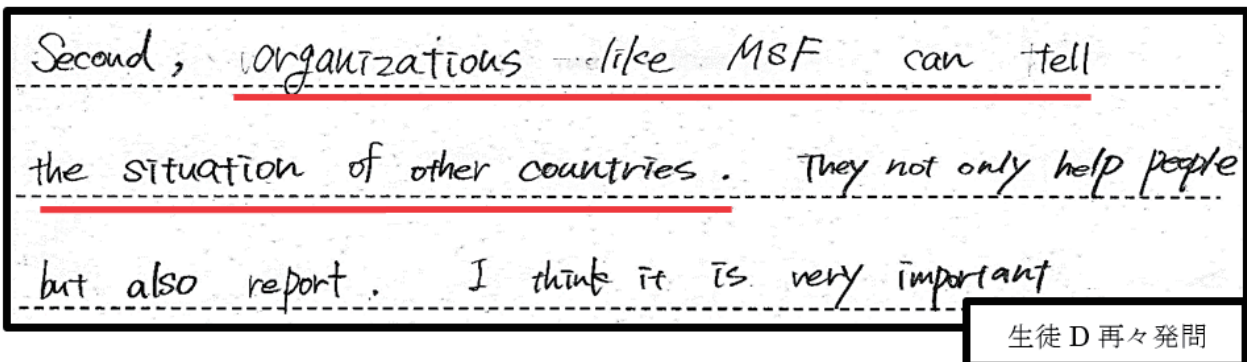 Second, organizations like MSF can tell
the situation of other countries. They not only help people
but also report. I think it is very important
生徒 D 再々発問